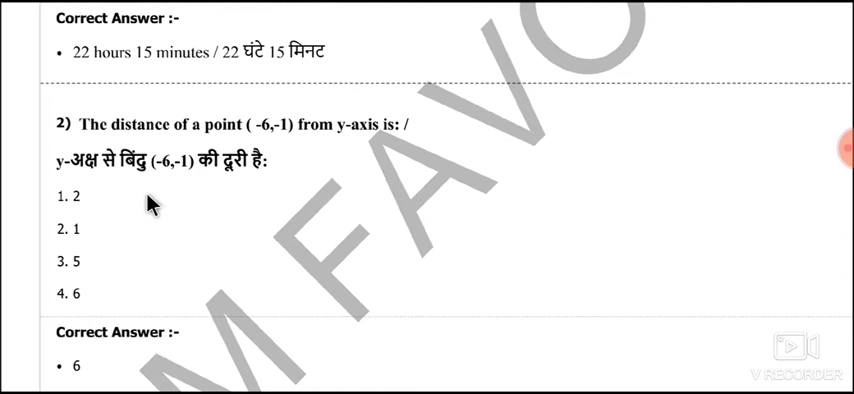 Correct Answer :-
• 22 hours 15 minutes / 22 घंटे 15 मिनट
2) The distance of a point ( -6,-1) from y-axis is: /
y-अक्ष से बिंदु (-6,-1) की दूरी है:
1. 2
2. 1
3. 5
4. 6
Correct Answer :-
• 6
M FAVO
V RECORDER